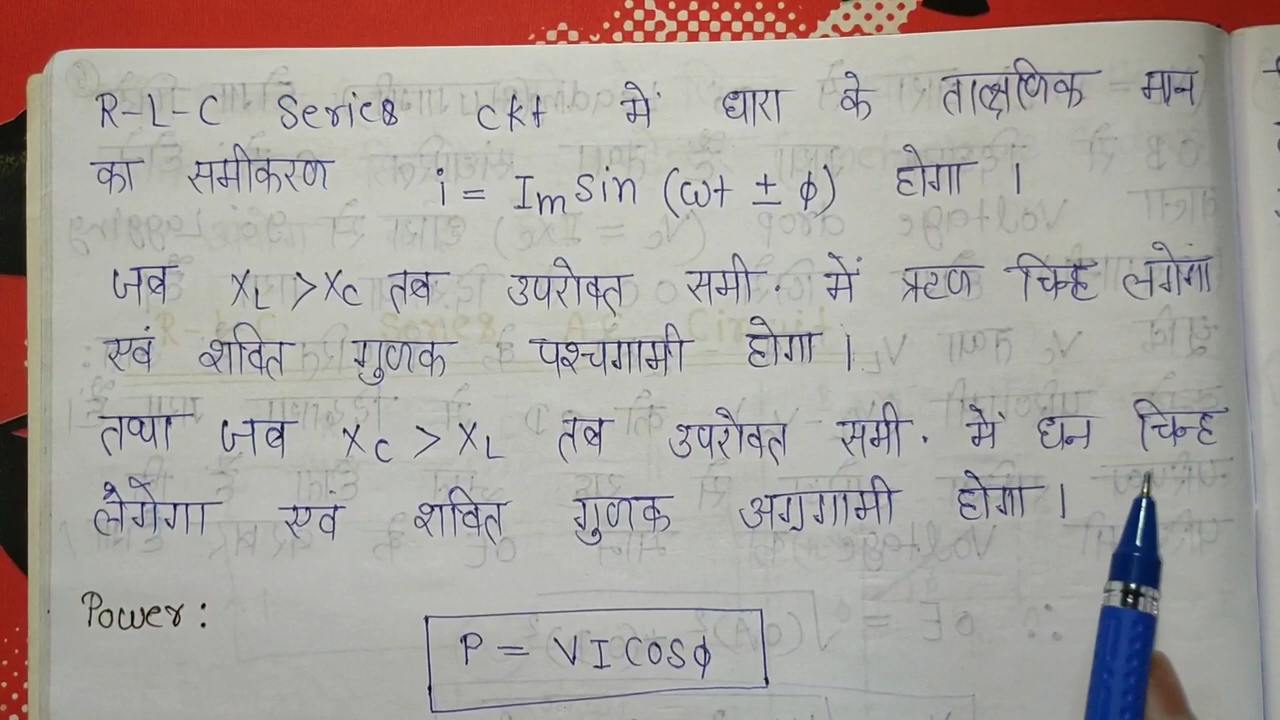 R-L-C Series ckt में धारा के तात्क्षणिक मान
का समीकरण i = Im sin (ωt ± ϕ) होगा ।
जब XL > XC तब उपरोक्त समी. में ऋण चिन्ह लगेगा
एवं शक्ति गुणक पश्चगामी होगा ।
तथा जब XC > XL तब उपरोक्त समी. में धन चिन्ह
लगेगा एवं शक्ति गुणक अग्रगामी होगा ।
Power:
P = VI COSϕ